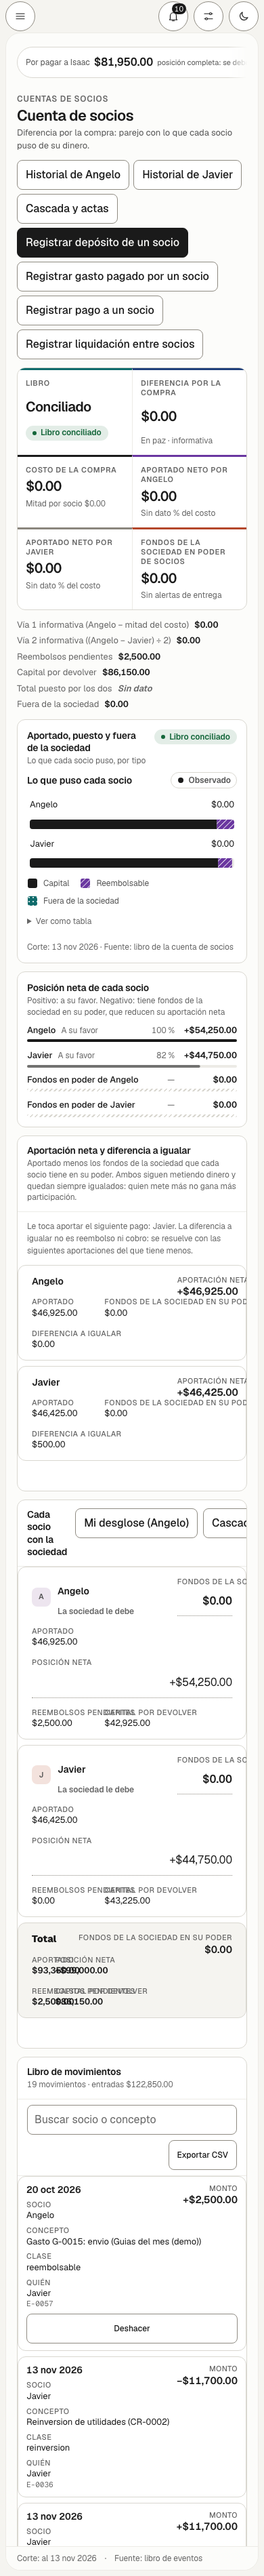 10
Por pagar a Isaac $81,950.00 posición completa: se deb
CUENTAS DE SOCIOS
Cuenta de socios
Diferencia por la compra: parejo con lo que cada socio
puso de su dinero.
Historial de Angelo
Historial de Javier
Cascada y actas
Registrar depósito de un socio
Registrar gasto pagado por un socio
Registrar pago a un socio
Registrar liquidación entre socios
LIBRO
Conciliado
Libro conciliado
DIFERENCIA POR LA
COMPRA
$0.00
En paz · informativa
COSTO DE LA COMPRA
$0.00
Mitad por socio $0.00
APORTADO NETO POR
ANGELO
$0.00
Sin dato % del costo
APORTADO NETO POR
JAVIER
$0.00
Sin dato % del costo
FONDOS DE LA
SOCIEDAD EN PODER
DE SOCIOS
$0.00
Sin alertas de entrega
Vía 1 informativa (Angelo − mitad del costo) $0.00
Vía 2 informativa ((Angelo − Javier) ÷ 2) $0.00
Reembolsos pendientes $2,500.00
Capital por devolver $86,150.00
Total puesto por los dos Sin dato
Fuera de la sociedad $0.00
Aportado, puesto y fuera
de la sociedad
Libro conciliado
Lo que cada socio puso, por tipo
Lo que puso cada socio
Observado
Angelo $0.00
Javier $0.00
Capital
Reembolsable
Fuera de la sociedad
Ver como tabla
Corte: 13 nov 2026 · Fuente: libro de la cuenta de socios
Posición neta de cada socio
Positivo: a su favor. Negativo: tiene fondos de la
sociedad en su poder, que reducen su aportación neta
Angelo A su favor 100 % +$54,250.00
Javier A su favor 82 % +$44,750.00
Fondos en poder de Angelo — $0.00
Fondos en poder de Javier — $0.00
Aportación neta y diferencia a igualar
Aportado menos los fondos de la sociedad que cada
socio tiene en su poder. Ambos siguen metiendo dinero y
quedan siempre igualados: quien mete más no gana más
participación.
Le toca aportar el siguiente pago: Javier. La diferencia a
igualar no es reembolso ni cobro: se resuelve con las
siguientes aportaciones del que tiene menos.
Angelo
APORTACIÓN NETA
+$46,925.00
APORTADO
$46,925.00
FONDOS DE LA SOCIEDAD EN SU POD
$0.00
DIFERENCIA A IGUALAR
$0.00
Javier
APORTACIÓN NETA
+$46,425.00
APORTADO
$46,425.00
FONDOS DE LA SOCIEDAD EN SU POD
$0.00
DIFERENCIA A IGUALAR
$500.00
Cada
socio
con la
sociedad
Mi desglose (Angelo)
Cascad
A
Angelo
La sociedad le debe
FONDOS DE LA SO
$0.00
APORTADO
$46,925.00
POSICIÓN NETA
+$54,250.00
REEMBOLSOS PENDIENTES
$2,500.00
CAPITAL POR DEVOLVER
$42,925.00
J
Javier
La sociedad le debe
FONDOS DE LA SO
$0.00
APORTADO
$46,425.00
POSICIÓN NETA
+$44,750.00
REEMBOLSOS PENDIENTES
$0.00
CAPITAL POR DEVOLVER
$43,225.00
Total
FONDOS DE LA SOCIEDAD EN SU PODER
$0.00
APORTADO
POSICIÓN NETA
Libro de movimientos
19 movimientos · entradas $122,850.00
Buscar socio o concepto
Exportar CSV
20 oct 2026
MONTO
+$2,500.00
SOCIO
Angelo
CONCEPTO
Gasto G-0015: envio (Guias del mes (demo))
CLASE
reembolsable
QUIÉN
Javier
E-0057
Deshacer
13 nov 2026
MONTO
−$11,700.00
SOCIO
Javier
CONCEPTO
Reinversion de utilidades (CR-0002)
CLASE
reinversion
QUIÉN
Javier
E-0036
13 nov 2026
MONTO
+$11,700.00
SOCIO
Javier
Corte: al 13 nov 2026 · Fuente: libro de eventos